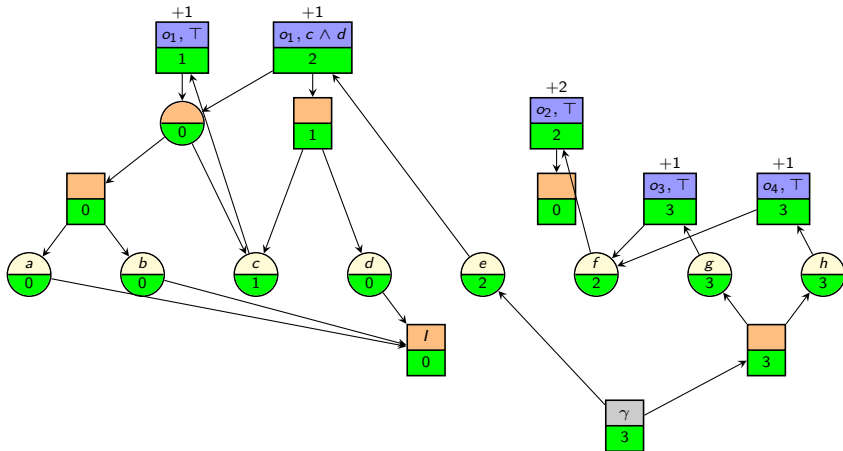 +1 +1
o₁, ⊤ o₁, c ∧ d
1 2
+2
o₂, ⊤
2
0
1
+1 +1
o₃, ⊤ o₄, ⊤
3 3
0
0
a b c d e f g h
0 0 1 0 2 2 3 3
I
0
3
γ
3